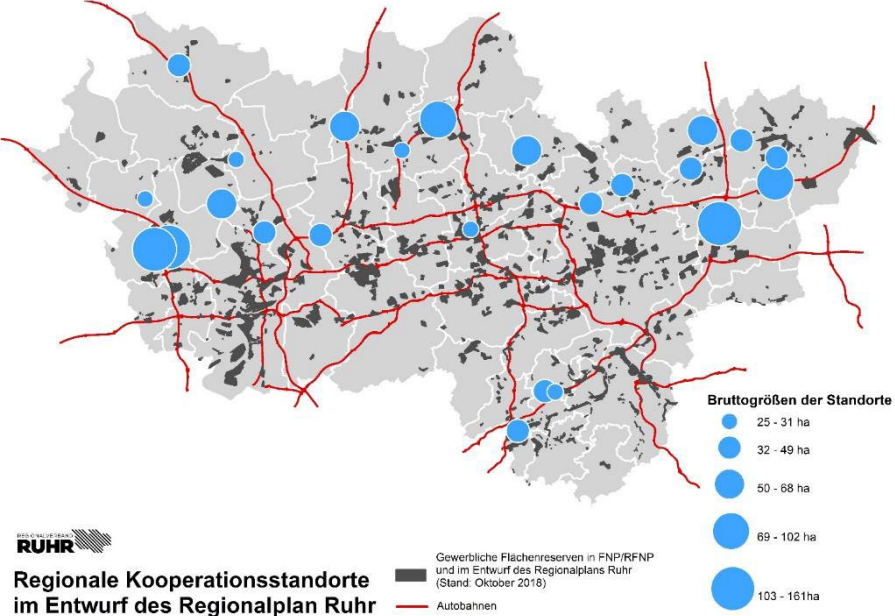 Bruttogrößen der Standorte
25 - 31 ha
32 - 49 ha
50 - 68 ha
69 - 102 ha
103 - 161ha
REGIONALVERBAND
RUHR
Regionale Kooperationsstandorte
im Entwurf des Regionalplan Ruhr
Gewerbliche Flächenreserven in FNP/RFNP
und im Entwurf des Regionalplans Ruhr
(Stand: Oktober 2018)
Autobahnen